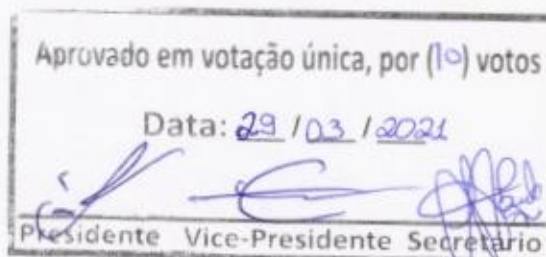 Aprovado em votação única, por (10) votos
Data: 29 / 03 / 2021
Presidente Vice-Presidente Secretário